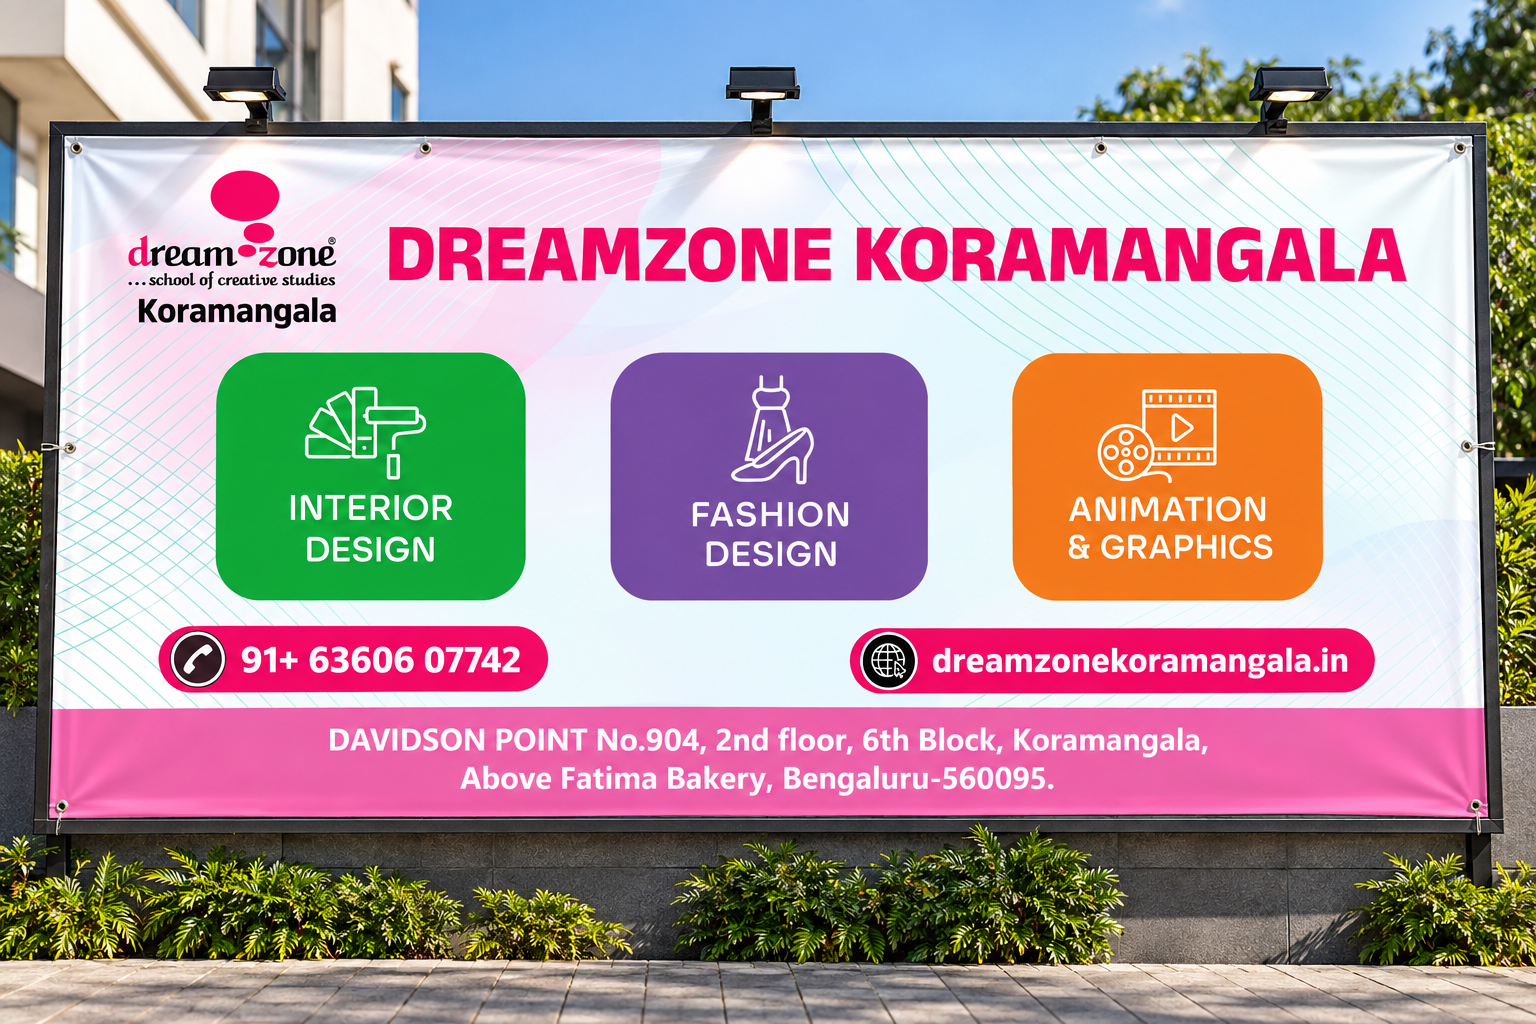 dream zone®
...school of creative studies
Koramangala
DREAMZONE KORAMANGALA
INTERIOR
DESIGN
FASHION
DESIGN
ANIMATION
& GRAPHICS
91+ 63606 07742
dreamzonekoramangala.in
DAVIDSON POINT No.904, 2nd floor, 6th Block, Koramangala,
Above Fatima Bakery, Bengaluru-560095.